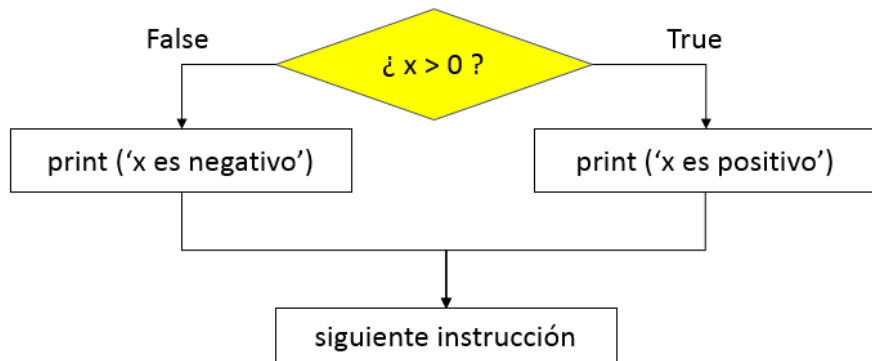 False
¿ x > 0 ?
True
print (‘x es negativo’)
print (‘x es positivo’)
siguiente instrucción